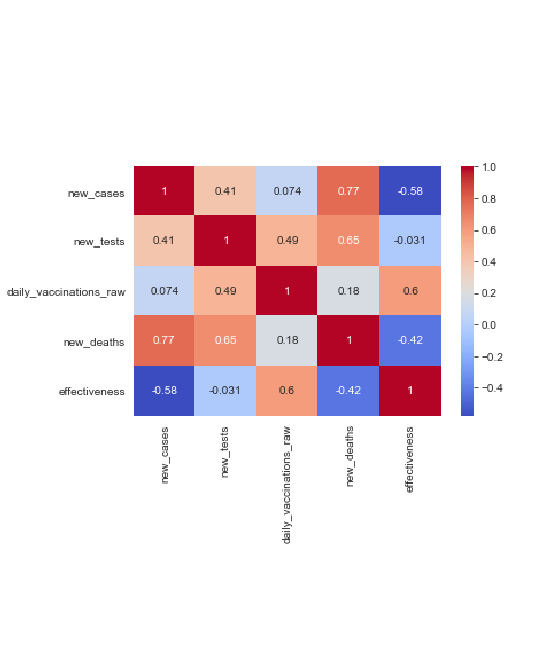 new_cases 1 0.41 0.074 0.77 -0.58
new_tests 0.41 1 0.49 0.65 -0.031
daily_vaccinations_raw 0.074 0.49 1 0.18 0.6
new_deaths 0.77 0.65 0.18 1 -0.42
effectiveness -0.58 -0.031 0.6 -0.42 1
new_cases
new_tests
daily_vaccinations_raw
new_deaths
effectiveness
1.0
0.8
0.6
0.4
0.2
0.0
−0.2
−0.4